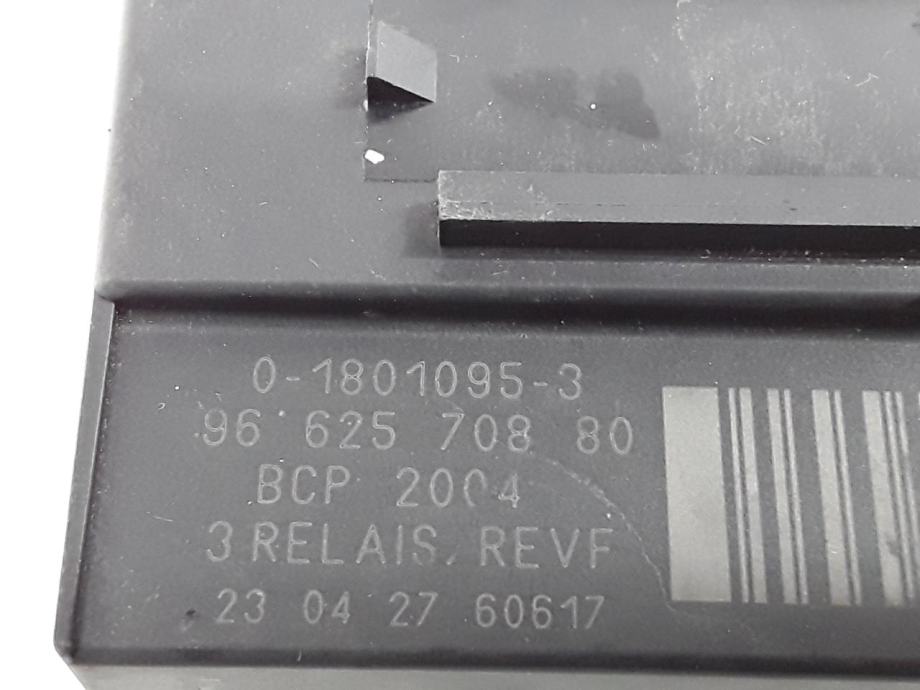 0-1801095-3
96 625 708 80
BCP 2004
3 RELAIS. REVF
23 04 27 60617